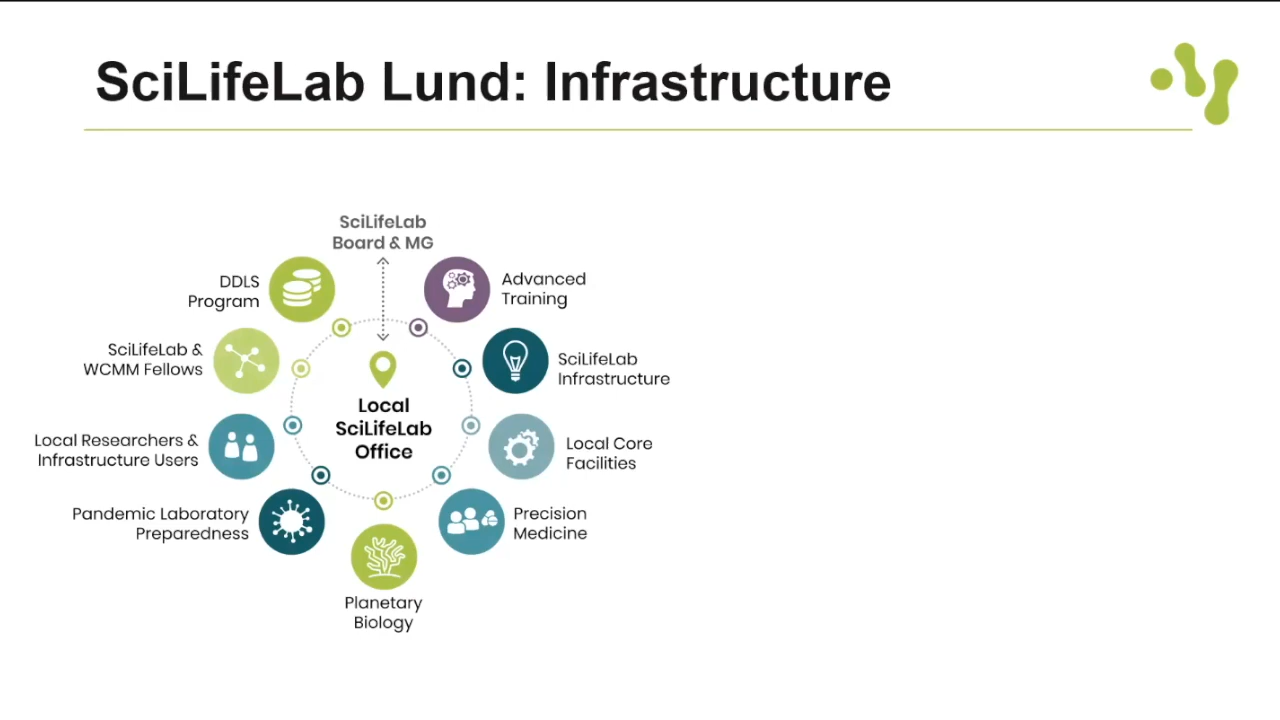 SciLifeLab Lund: Infrastructure
SciLifeLab
Board & MG
DDLS
Program
Advanced
Training
SciLifeLab &
WCMM Fellows
SciLifeLab
Infrastructure
Local
SciLifeLab
Office
Local Researchers &
Infrastructure Users
Local Core
Facilities
Pandemic Laboratory
Preparedness
Precision
Medicine
Planetary
Biology